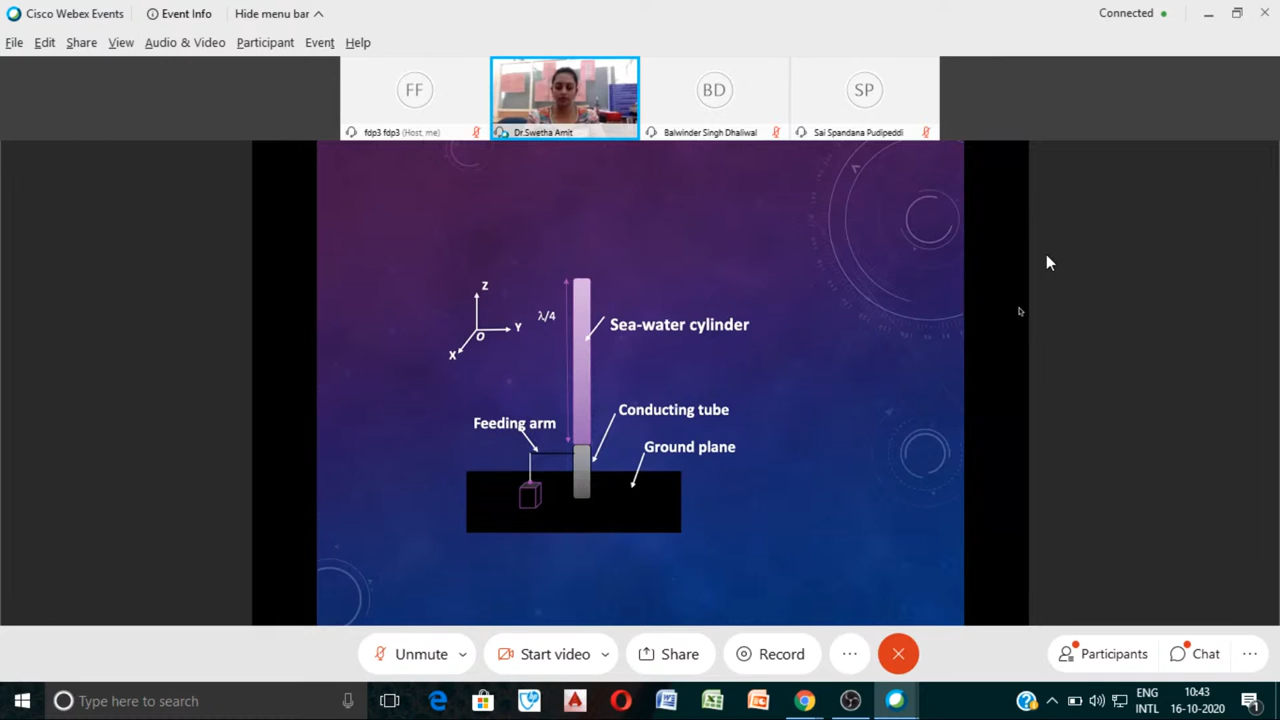 Cisco Webex Events
Event Info
Hide menu bar
Connected
File Edit Share View Audio & Video Participant Event Help
FF
BD
SP
fdp3 fdp3 (Host, me)
Dr.Swetha Amit
Balwinder Singh Dhaliwal
Sai Spandana Pudipeddi
Z
λ/4
Y
O
X
Sea-water cylinder
Conducting tube
Feeding arm
Ground plane
Unmute
Start video
Share
Record
Participants
Chat
Type here to search
ENG
INTL
10:43
16-10-2020
1